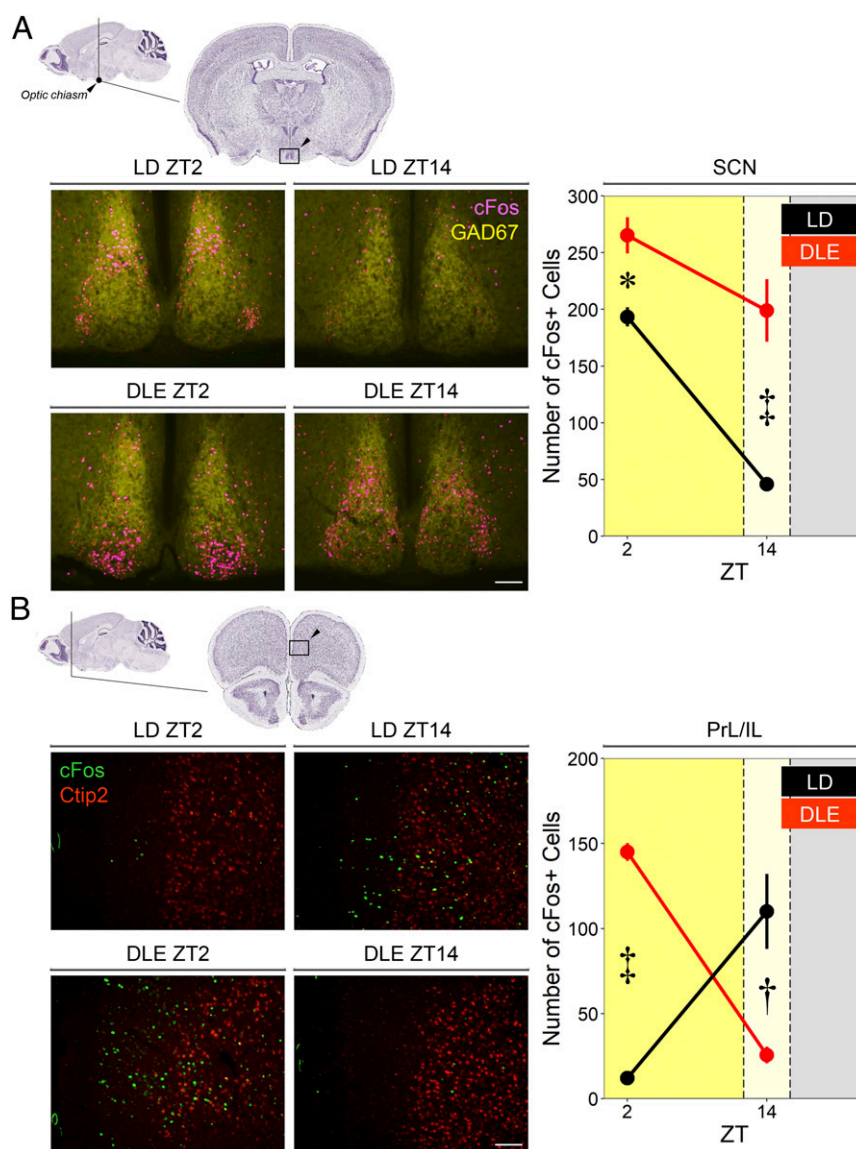 A
Optic chiasm
LD ZT2
LD ZT14
SCN
cFos
GAD67
DLE ZT2
DLE ZT14
Number of cFos+ Cells
300
250
200
150
100
50
0
LD
DLE
*
‡
2
14
ZT
B
LD ZT2
LD ZT14
PrL/IL
cFos
Ctip2
DLE ZT2
DLE ZT14
Number of cFos+ Cells
200
150
100
50
0
LD
DLE
‡
†
2
14
ZT